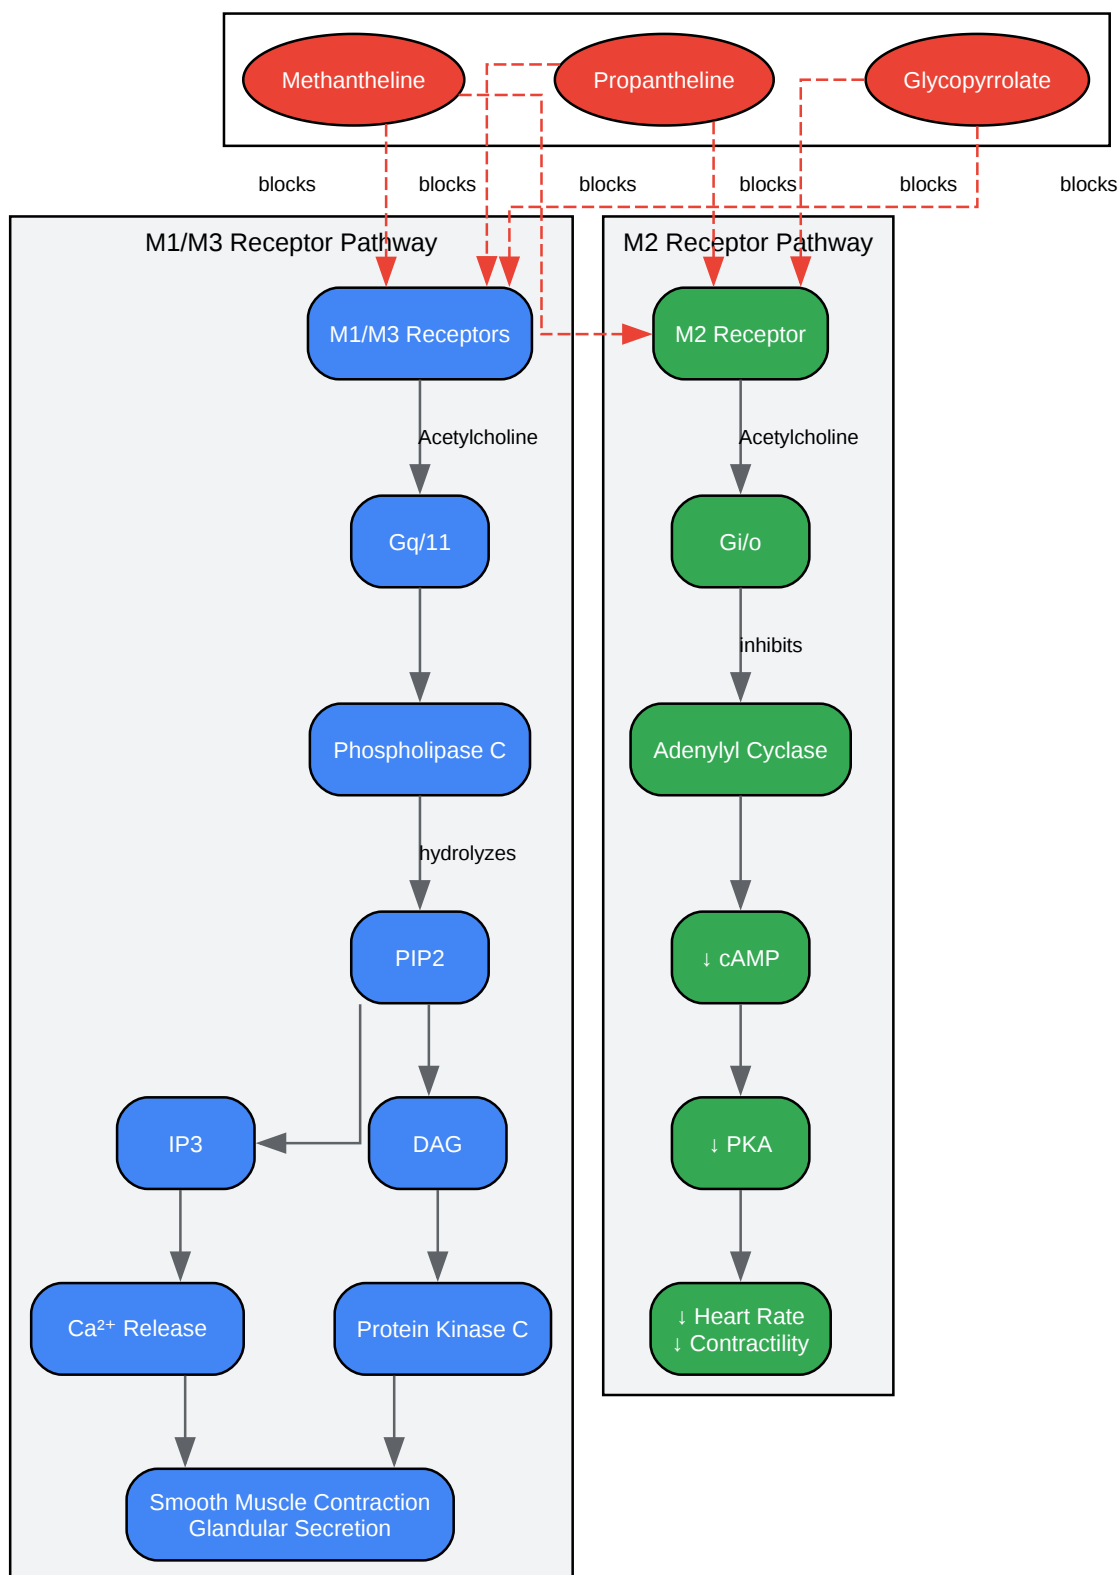 Methantheline
Propantheline
Glycopyrrolate
blocks
blocks
blocks
blocks
blocks
blocks
M1/M3 Receptor Pathway
M2 Receptor Pathway
M1/M3 Receptors
M2 Receptor
Acetylcholine
Acetylcholine
Gq/11
Gi/o
inhibits
Phospholipase C
Adenylyl Cyclase
hydrolyzes
PIP2
↓ cAMP
IP3
DAG
↓ PKA
Ca²⁺ Release
Protein Kinase C
↓ Heart Rate
↓ Contractility
Smooth Muscle Contraction
Glandular Secretion